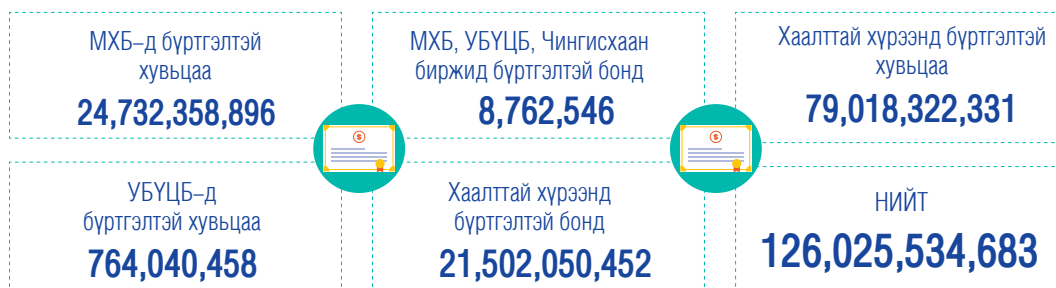 МХБ–д бүртгэлтэй
хувьцаа
24,732,358,896
МХБ, УБҮЦБ, Чингисхаан
биржид бүртгэлтэй бонд
8,762,546
Хаалттай хүрээнд бүртгэлтэй
хувьцаа
79,018,322,331
УБҮЦБ–д
бүртгэлтэй хувьцаа
764,040,458
Хаалттай хүрээнд
бүртгэлтэй бонд
21,502,050,452
НИЙТ
126,025,534,683